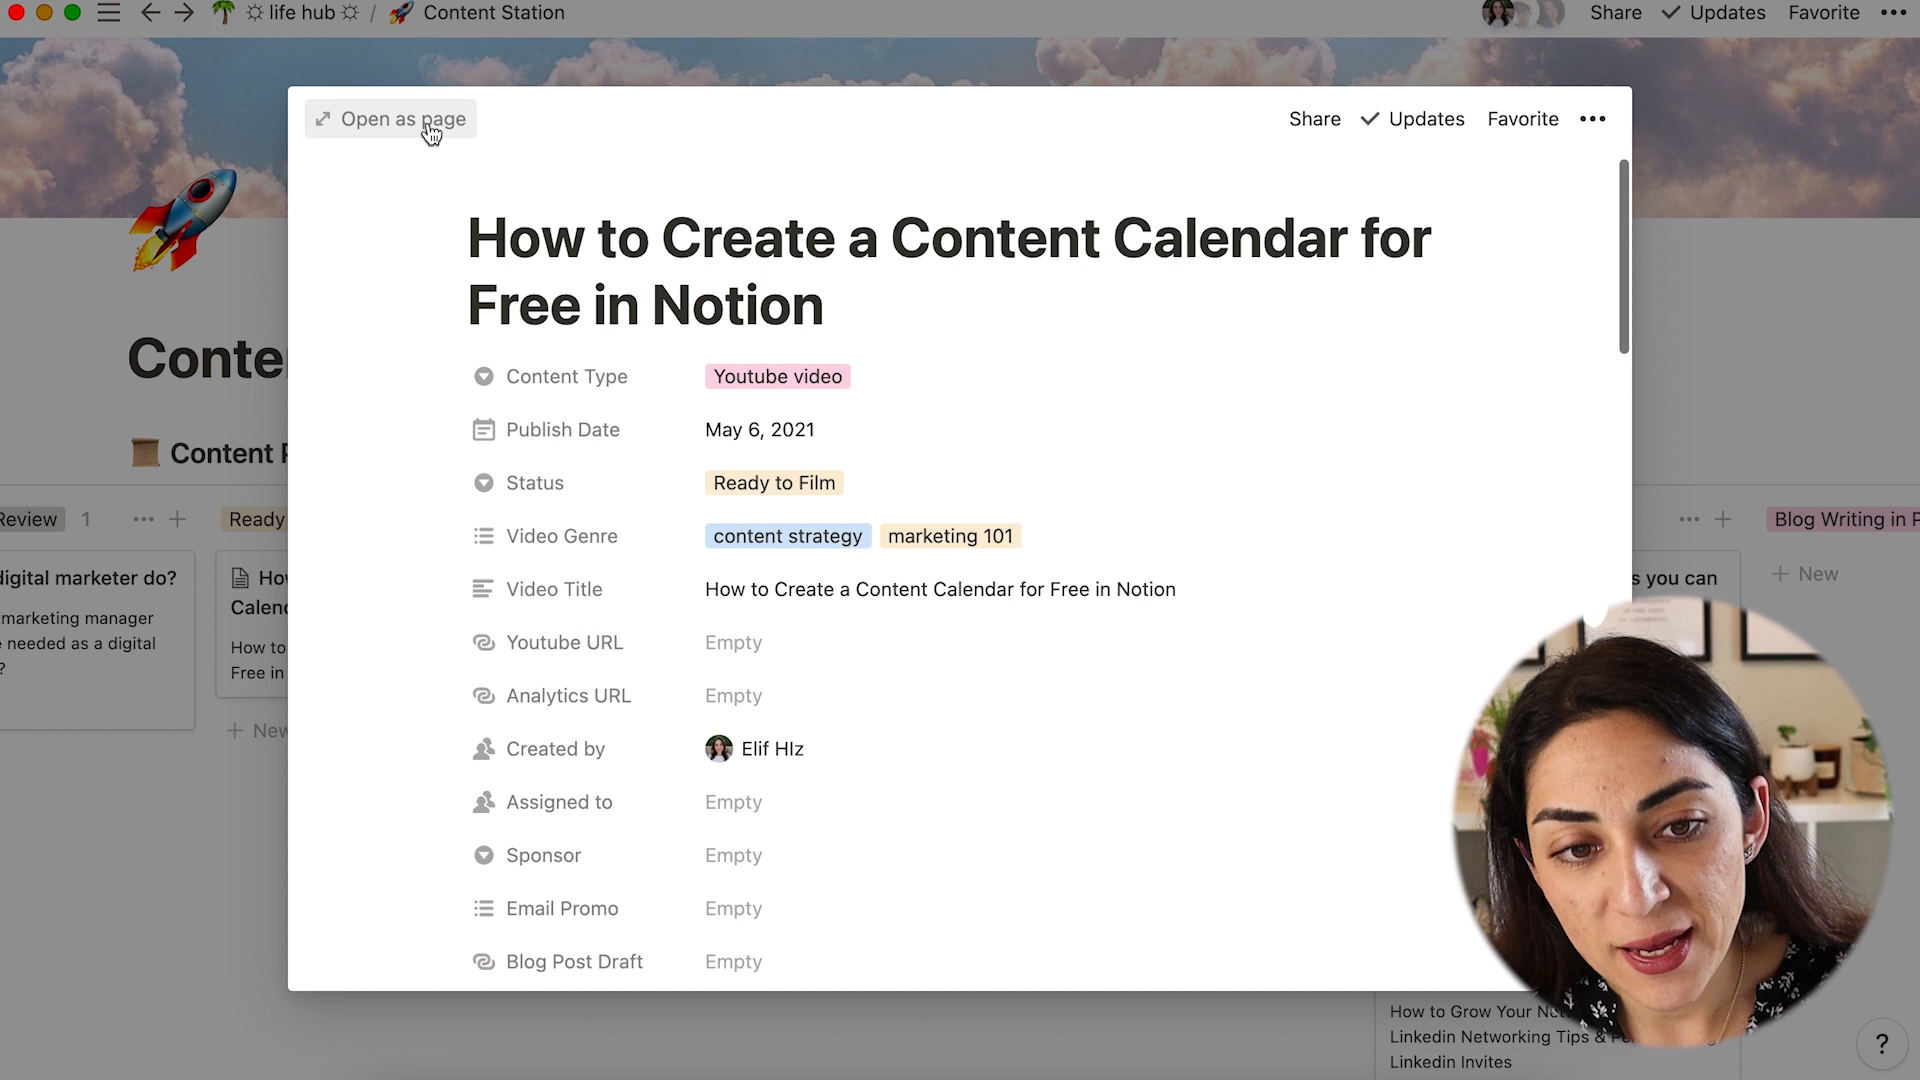 ☼ life hub ☼ / Content Station
Share ✓ Updates Favorite •••
Open as page
Share ✓ Updates Favorite •••
How to Create a Content Calendar for
Free in Notion
Content Type Youtube video
Publish Date May 6, 2021
Status Ready to Film
Video Genre content strategy marketing 101
Video Title How to Create a Content Calendar for Free in Notion
Youtube URL Empty
Analytics URL Empty
Created by Elif Hlz
Assigned to Empty
Sponsor Empty
Email Promo Empty
Blog Post Draft Empty
Conte
Content P
Review 1 ••• +
digital marketer do?
marketing manager
needed as a digital
?
Ready
Hov
Calend
How to
Free in
+ New
••• +
s you can
Blog Writing in P
+ New
How to Grow Your Net
Linkedin Networking Tips &
Linkedin Invites
?